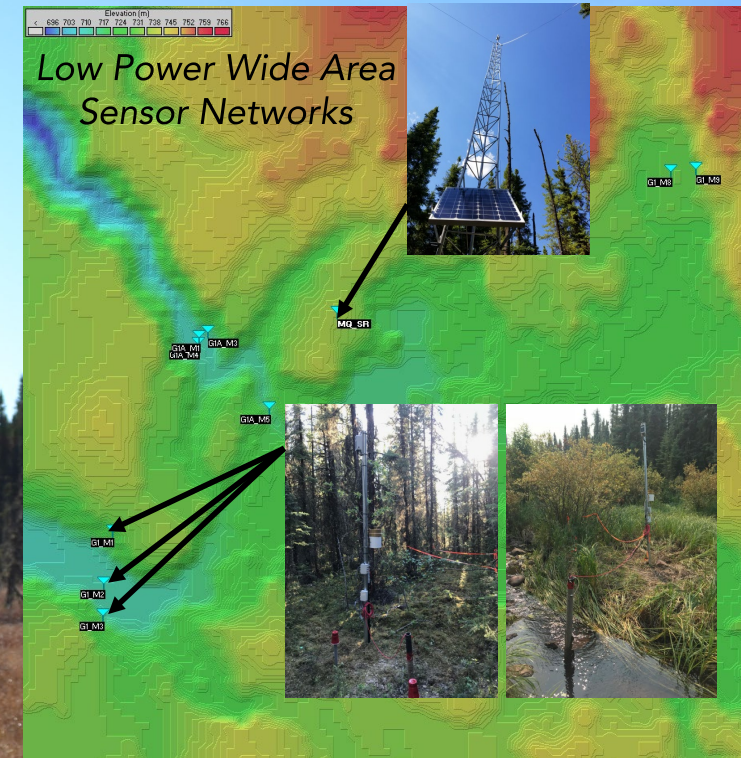 Elevation (m)
< 696 703 710 717 724 731 738 745 752 759 766
Low Power Wide Area
Sensor Networks
G1_M8
G1_M9
MQ_SR
G1A_M1
G1A_M3
G1A_M4
G1A_M5
G1_M1
G1_M2
G1_M3